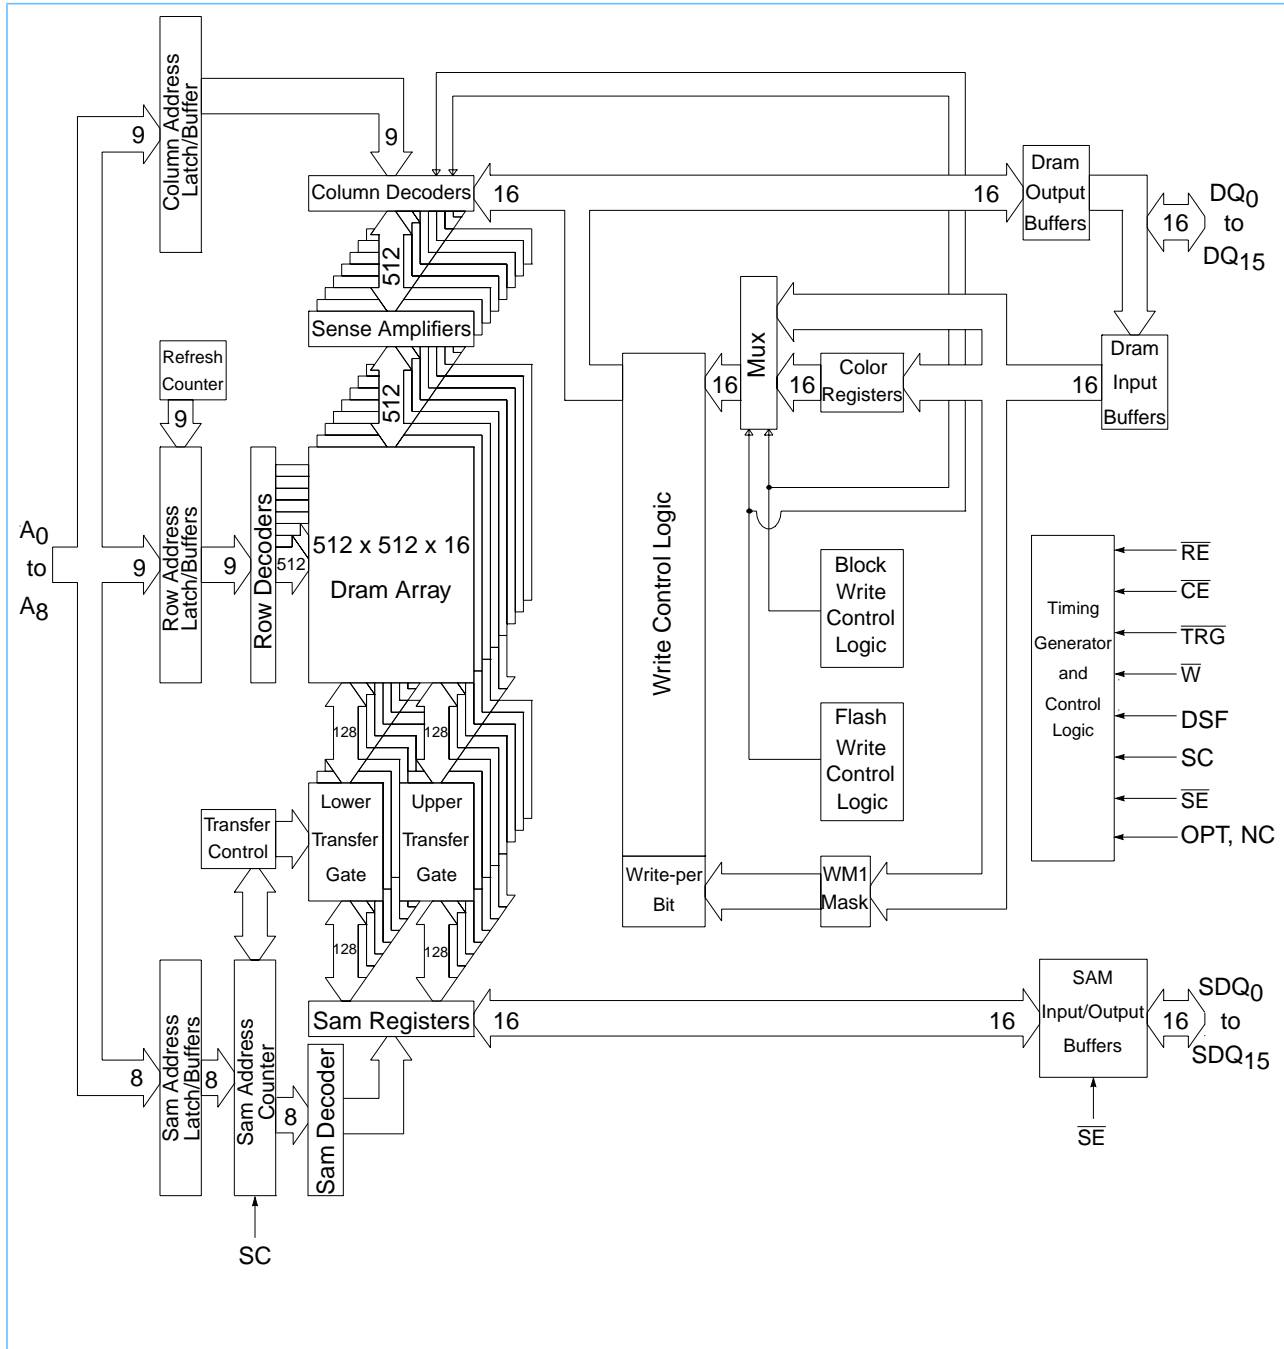 Column Address
Latch/Buffer
9
9
Column Decoders
16
16
Dram
Output
Buffers
16
DQ0
to
DQ15
512
Sense Amplifiers
512
Refresh
Counter
9
Mux
16
16
Color
Registers
16
Dram
Input
Buffers
A0
to
A8
9
Row Address
Latch/Buffers
9
Row Decoders
512
512 x 512 x 16
Dram Array
Write Control Logic
Block
Write
Control
Logic
Flash
Write
Control
Logic
Timing
Generator
and
Control
Logic
RE
CE
TRG
W
DSF
SC
SE
OPT, NC
128
128
Transfer
Control
Lower
Transfer
Gate
Upper
Transfer
Gate
Write-per
Bit
WM1
Mask
128
128
Sam Registers
16
16
SAM
Input/Output
Buffers
16
SDQ0
to
SDQ15
SE
8
Sam Address
Latch/Buffers
8
Sam Address
Counter
8
Sam Decoder
SC